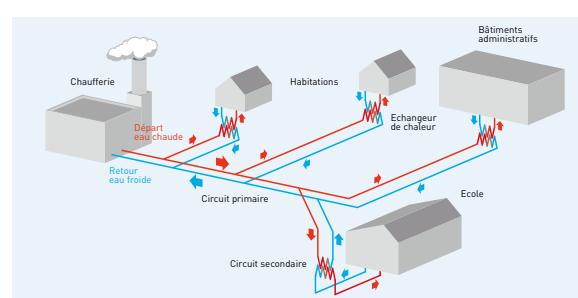 Bâtiments
administratifs
Chaufferie
Habitations
Echangeur
de chaleur
Départ
eau chaude
Retour
eau froide
Circuit primaire
Ecole
Circuit secondaire